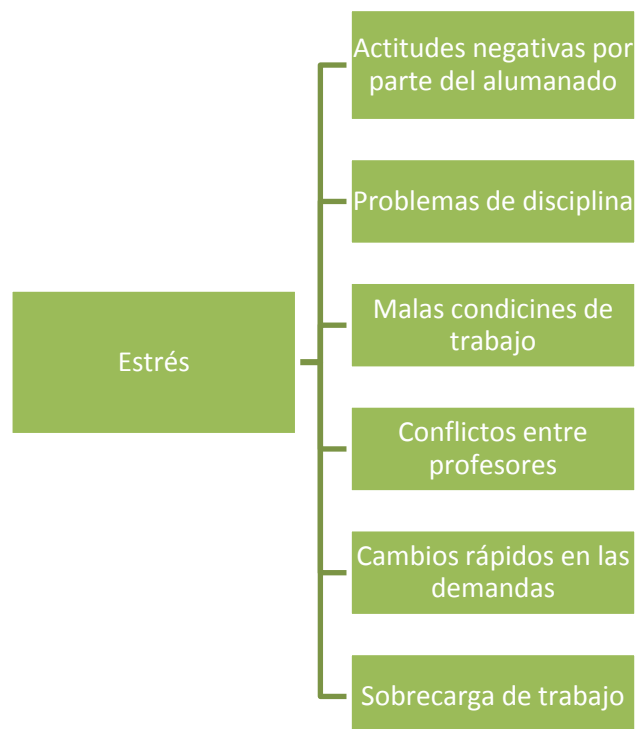 Actitudes negativas por
parte del alumanado
Problemas de disciplina
Malas condicines de
trabajo
Estrés
Conflictos entre
profesores
Cambios rápidos en las
demandas
Sobrecarga de trabajo